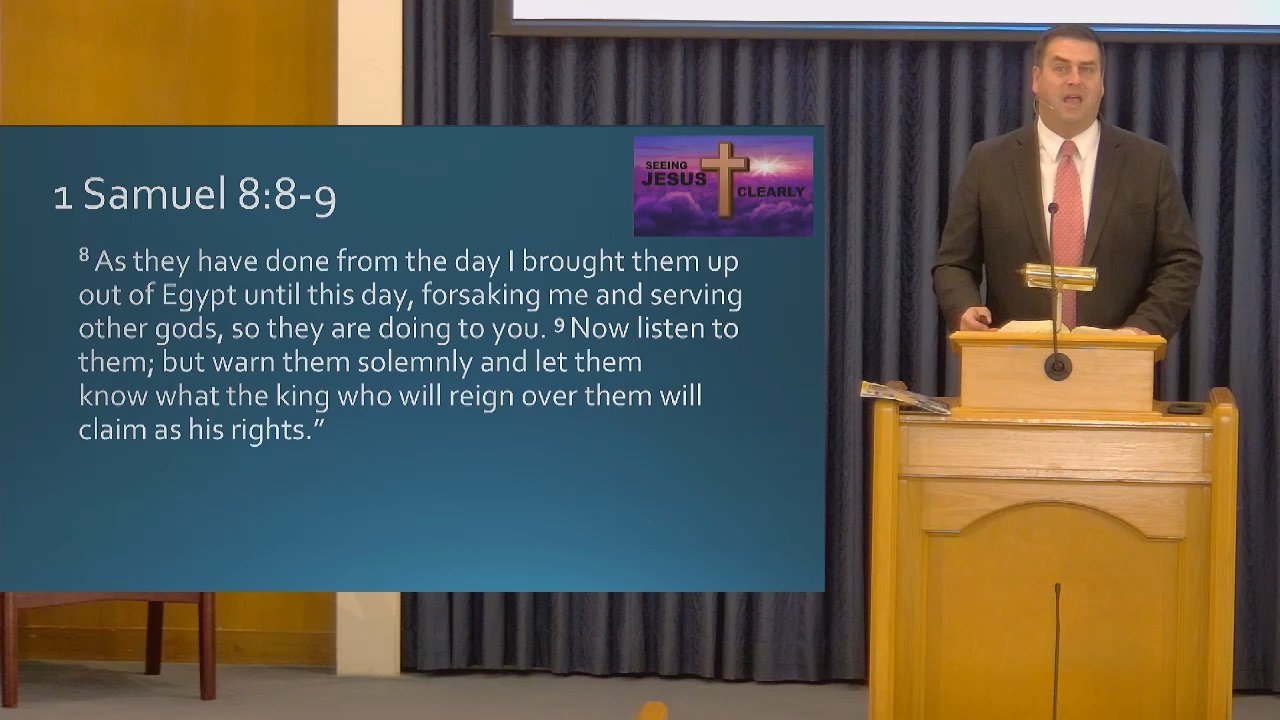 1 Samuel 8:8-9
SEEING
JESUS
CLEARLY
8 As they have done from the day I brought them up
out of Egypt until this day, forsaking me and serving
other gods, so they are doing to you. 9 Now listen to
them; but warn them solemnly and let them
know what the king who will reign over them will
claim as his rights.”